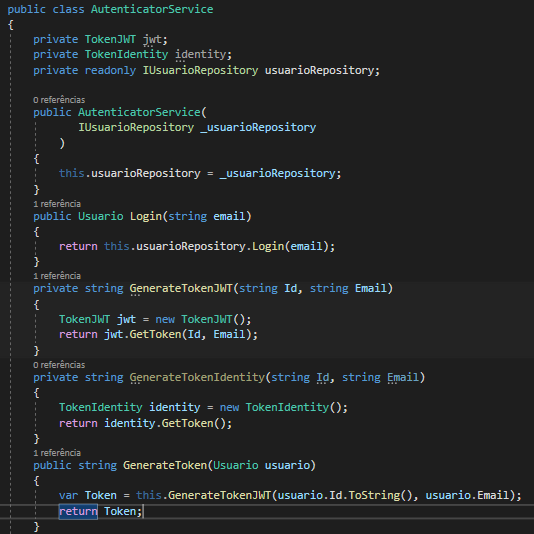 public class AutenticatorService
{
private TokenJWT jwt;
private TokenIdentity identity;
private readonly IUsuarioRepository usuarioRepository;
0 referências
public AutenticatorService(
IUsuarioRepository _usuarioRepository
)
{
this.usuarioRepository = _usuarioRepository;
}
1 referência
public Usuario Login(string email)
{
return this.usuarioRepository.Login(email);
}
1 referência
private string GenerateTokenJWT(string Id, string Email)
{
TokenJWT jwt = new TokenJWT();
return jwt.GetToken(Id, Email);
}
0 referências
private string GenerateTokenIdentity(string Id, string Email)
{
TokenIdentity identity = new TokenIdentity();
return identity.GetToken();
}
1 referência
public string GenerateToken(Usuario usuario)
{
var Token = this.GenerateTokenJWT(usuario.Id.ToString(), usuario.Email);
return Token;
}